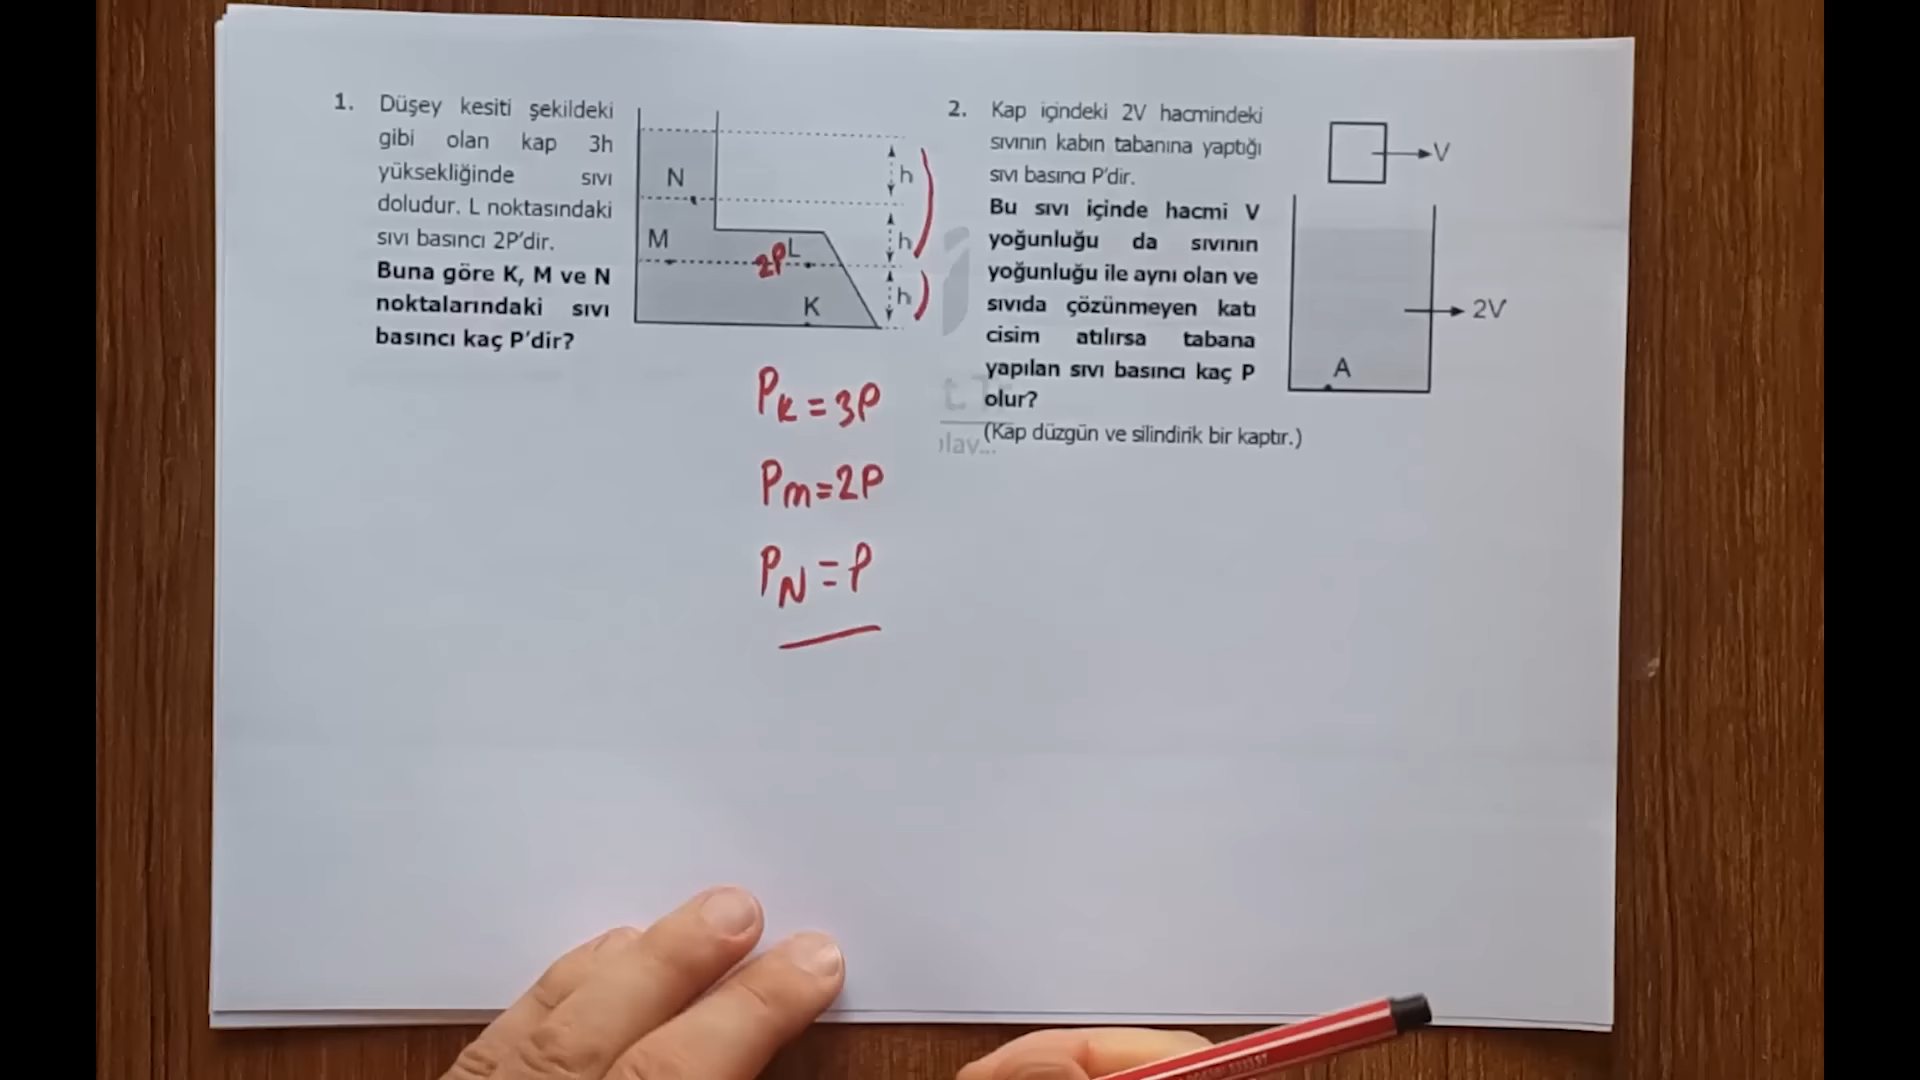 1. Düşey kesiti şekildeki
gibi olan kap 3h
yüksekliğinde sıvı
doludur. L noktasındaki
sıvı basıncı 2P'dir.
Buna göre K, M ve N
noktalarındaki sıvı
basıncı kaç P'dir?
N
M
2P L
K
h
h
h
PK = 3P
Pm = 2P
PN = P
2. Kap içindeki 2V hacmindeki
sıvının kabın tabanına yaptığı
sıvı basıncı P'dir.
Bu sıvı içinde hacmi V
yoğunluğu da sıvının
yoğunluğu ile aynı olan ve
sıvıda çözünmeyen katı
cisim atılırsa tabana
yapılan sıvı basıncı kaç P
olur?
(Kap düzgün ve silindirik bir kaptır.)
V
2V
A